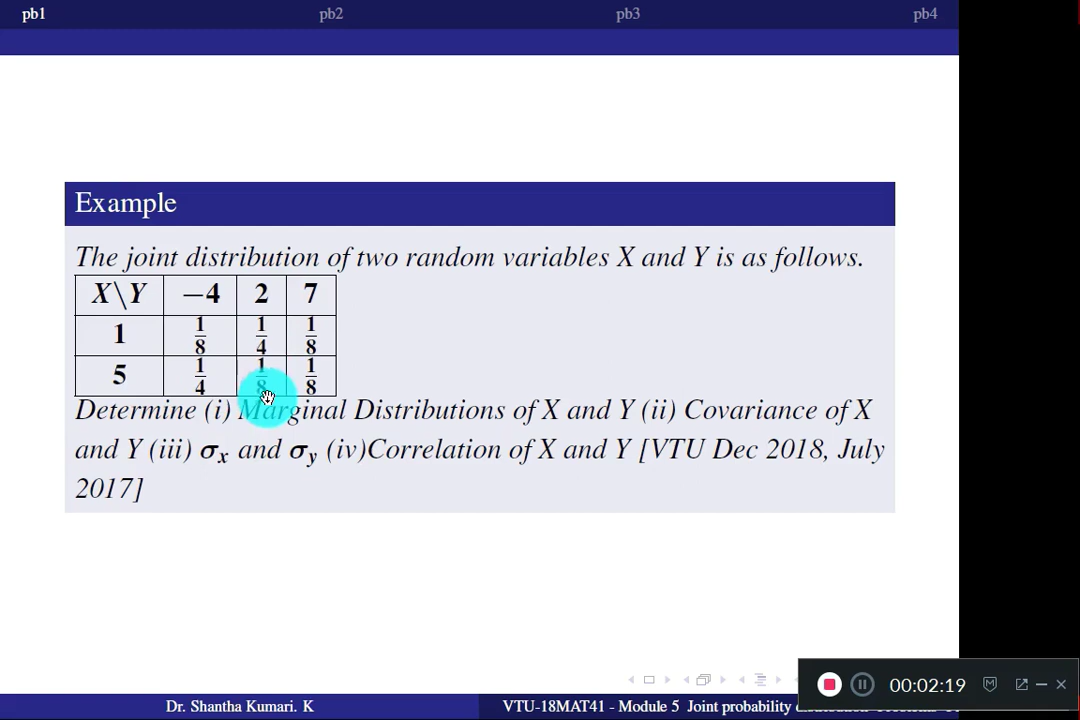 pb1 pb2 pb3 pb4
Example
The joint distribution of two random variables X and Y is as follows.
X\Y −4 2 7
1 1/8 1/4 1/8
5 1/4 1/8 1/8
Determine (i) Marginal Distributions of X and Y (ii) Covariance of X
and Y (iii) σx and σy (iv)Correlation of X and Y [VTU Dec 2018, July
2017]
00:02:19
Dr. Shantha Kumari. K VTU-18MAT41 - Module 5 Joint probability